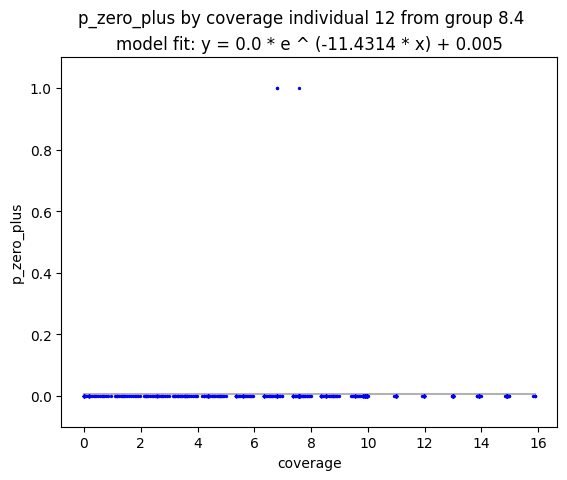 p_zero_plus by coverage individual 12 from group 8.4
model fit: y = 0.0 * e ^ (-11.4314 * x) + 0.005
1.0
0.8
0.6
0.4
0.2
0.0
p_zero_plus
0 2 4 6 8 10 12 14 16
coverage